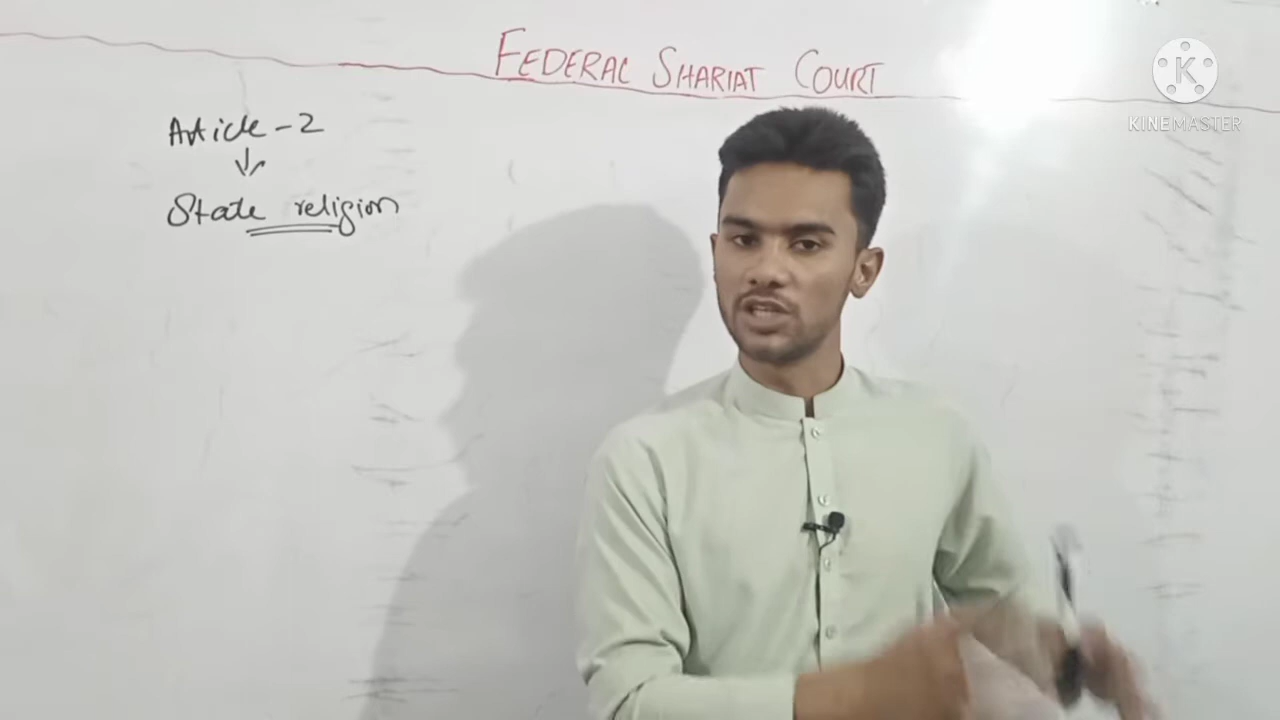 FEDERAL SHARIAT COURT
K
KINEMASTER
Article - 2
State religion